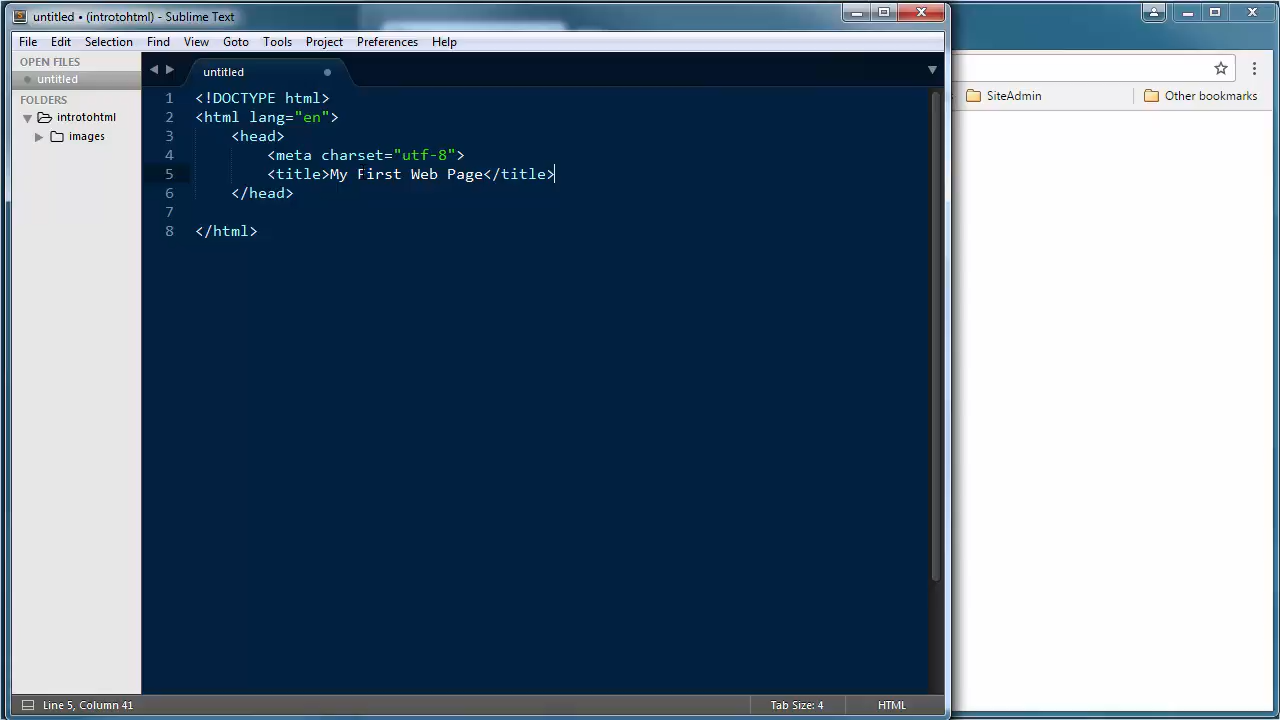 untitled • (introtohtml) - Sublime Text
File Edit Selection Find View Goto Tools Project Preferences Help
OPEN FILES
untitled
FOLDERS
introtohtml
images
untitled
1 <!DOCTYPE html>
2 <html lang="en">
3 <head>
4 <meta charset="utf-8">
5 <title>My First Web Page</title>
6 </head>
7
8 </html>
SiteAdmin
Other bookmarks
Line 5, Column 41
Tab Size: 4
HTML